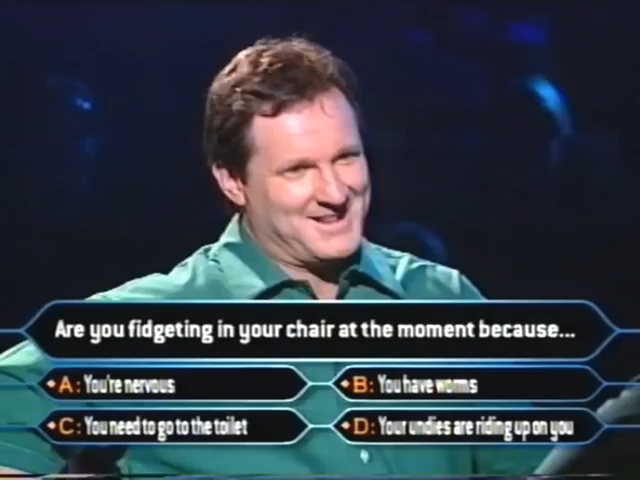 Are you fidgeting in your chair at the moment because...
A: You're nervous
B: You have worms
C: You need to go to the toilet
D: Your undies are riding up on you